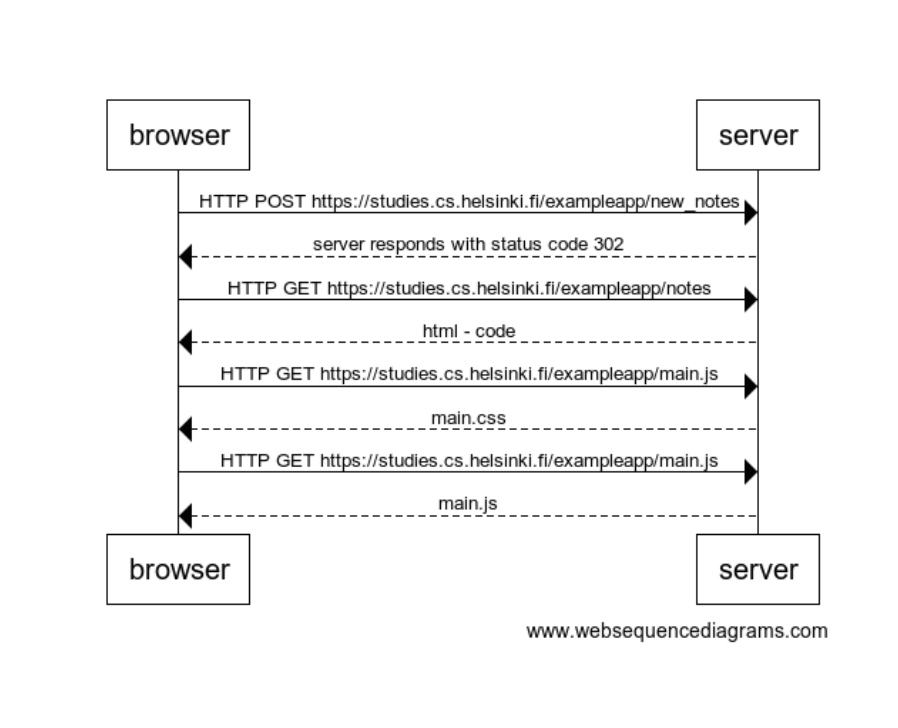 browser
server
HTTP POST https://studies.cs.helsinki.fi/exampleapp/new_notes
server responds with status code 302
HTTP GET https://studies.cs.helsinki.fi/exampleapp/notes
html - code
HTTP GET https://studies.cs.helsinki.fi/exampleapp/main.js
main.css
HTTP GET https://studies.cs.helsinki.fi/exampleapp/main.js
main.js
browser
server
www.websequencediagrams.com